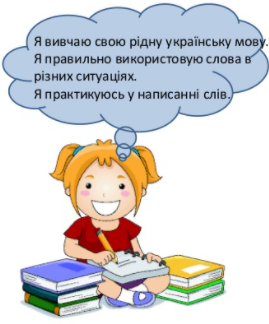 Я вивчаю свою рідну українську мову.
Я правильно використовую слова в
різних ситуаціях.
Я практикуюсь у написанні слів.